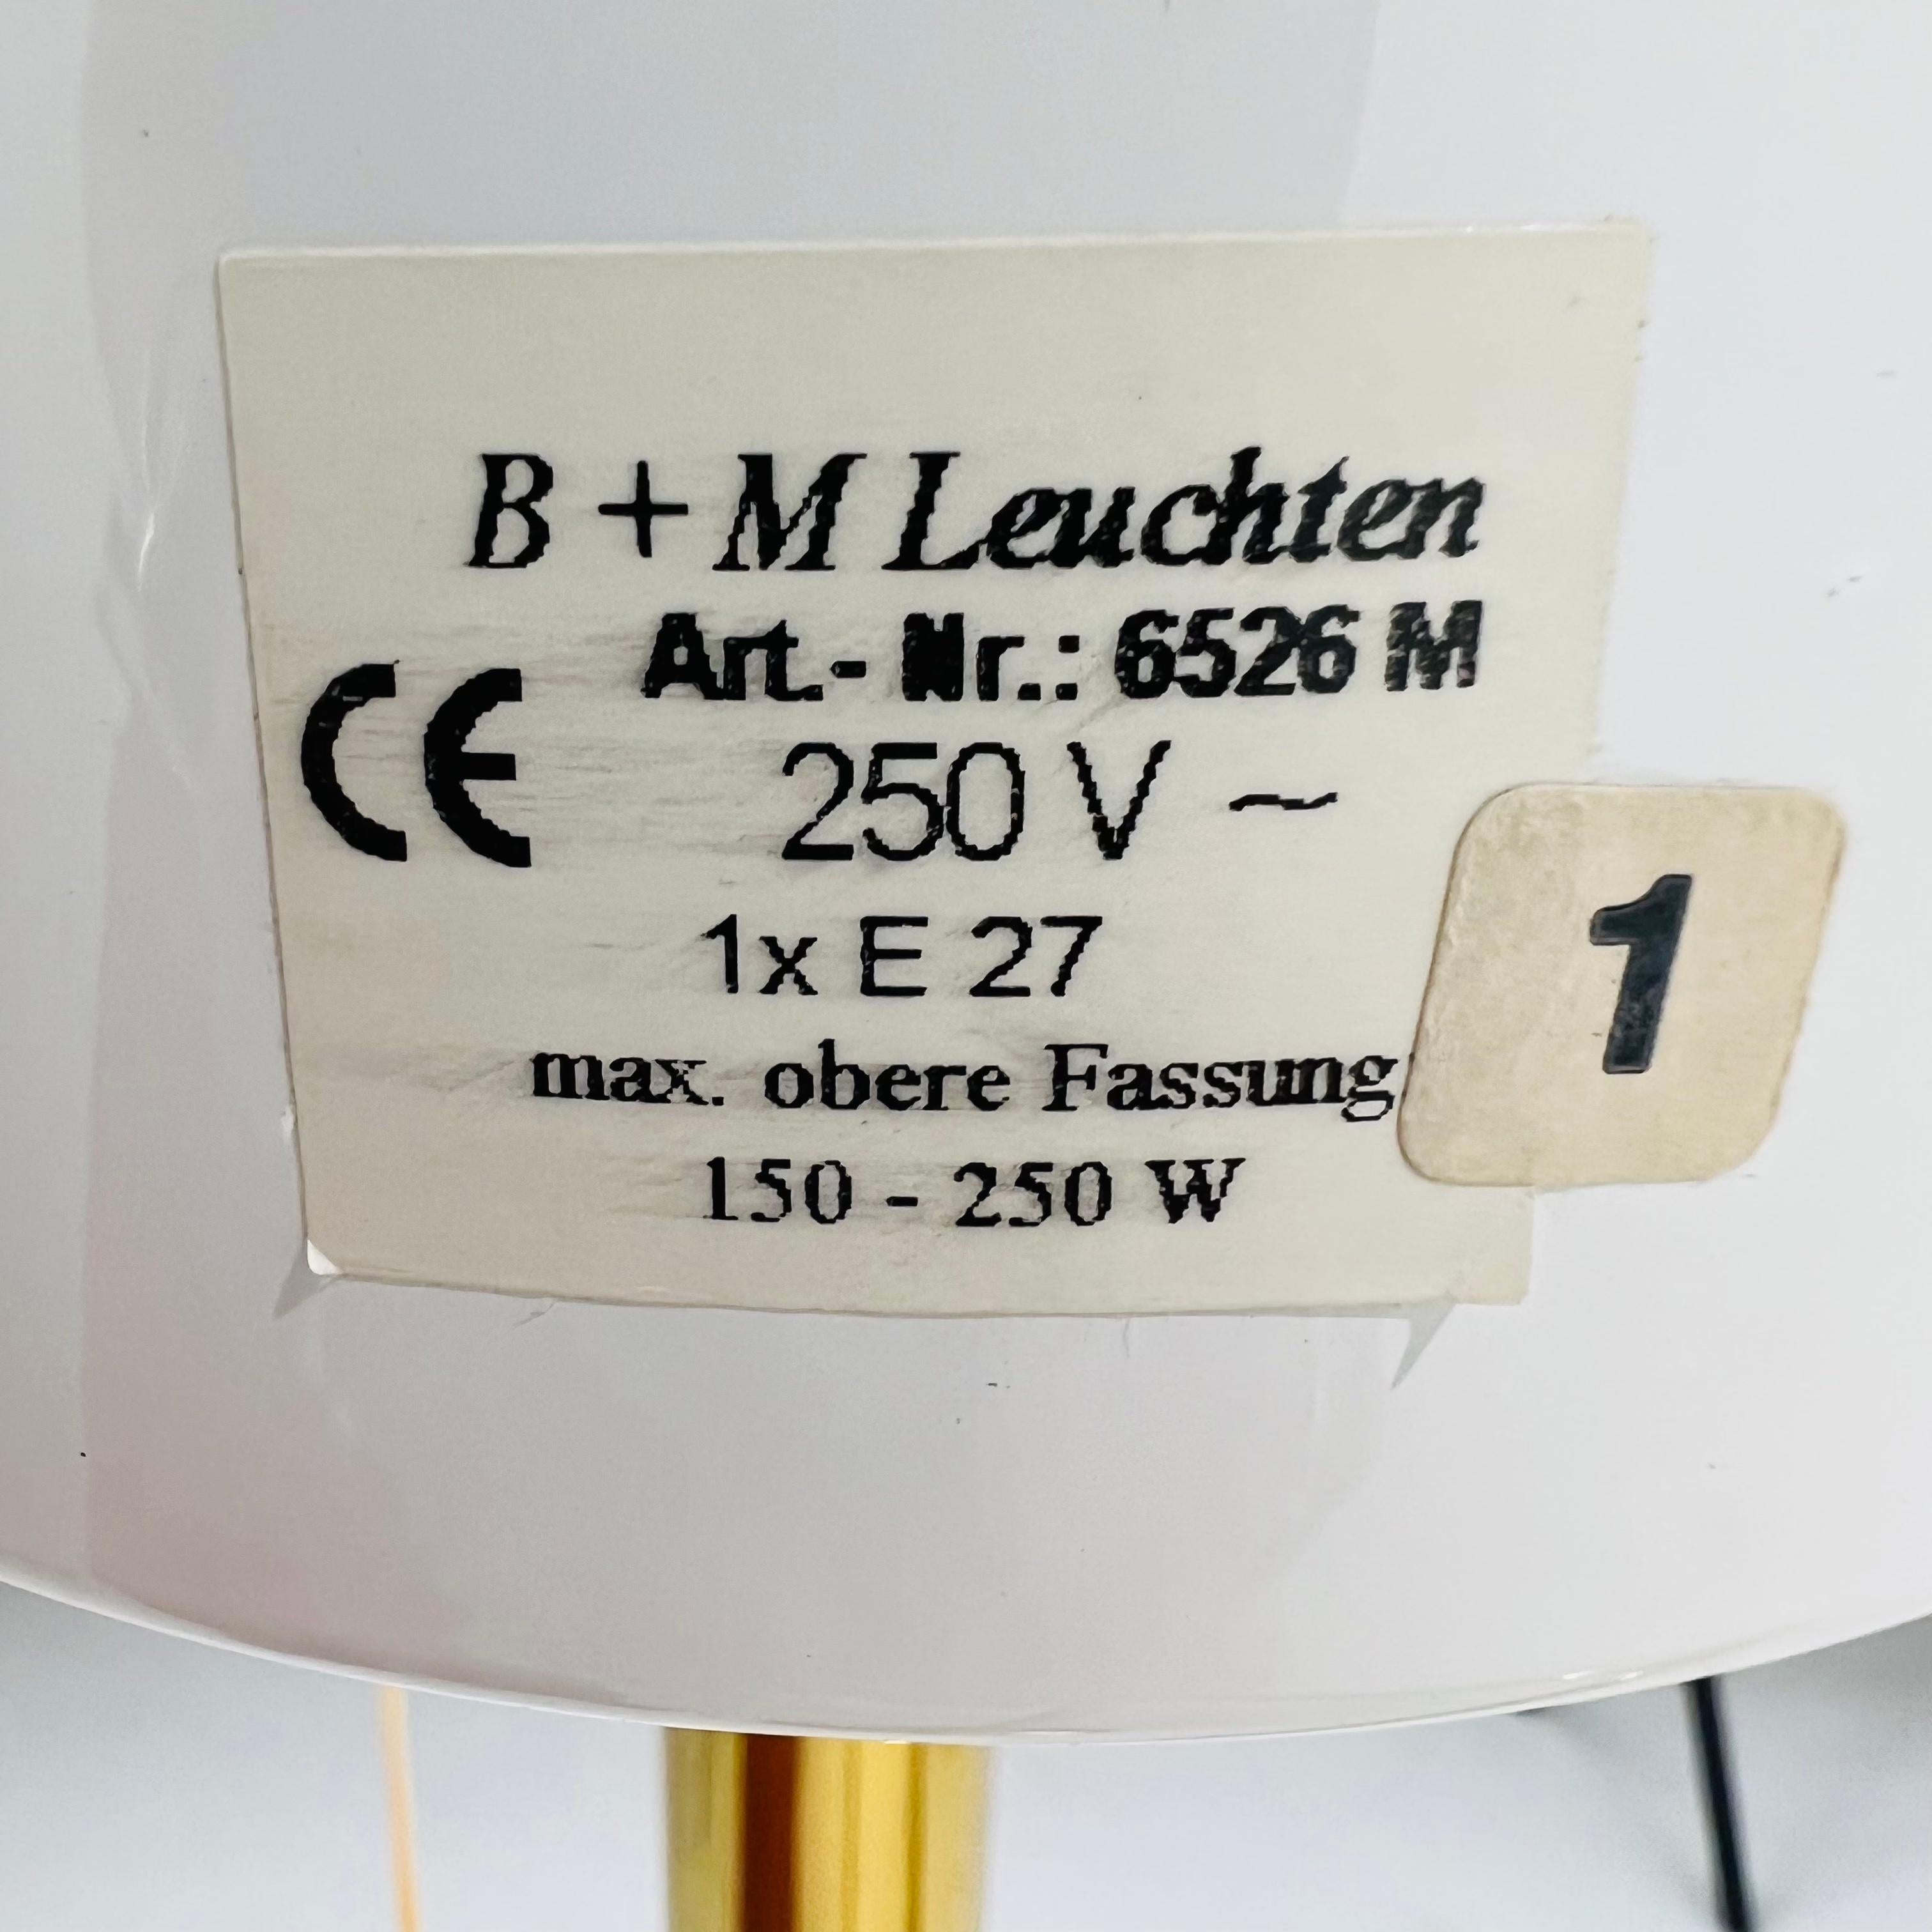 B + M Leuchten
Art.- Nr.: 6526 M
CE
250 V ~
1x E 27
max. obere Fassung
150 - 250 W
1